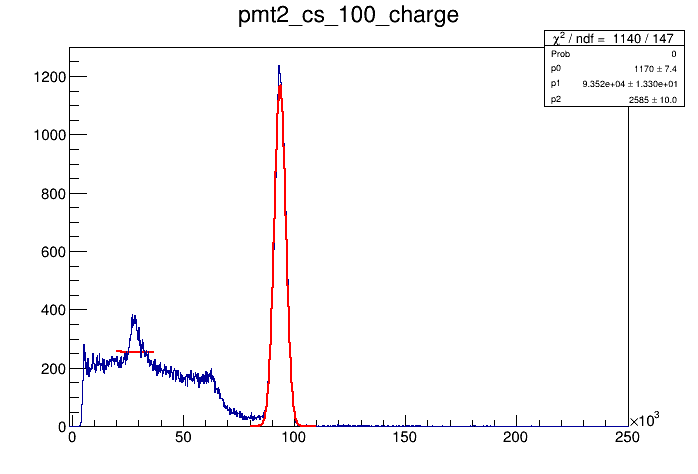 pmt2_cs_100_charge
χ² / ndf = 1140 / 147
Prob 0
p0 1170 ± 7.4
p1 9.352e+04 ± 1.330e+01
p2 2585 ± 10.0
1200
1000
800
600
400
200
0
0 50 100 150 200 250
×10³